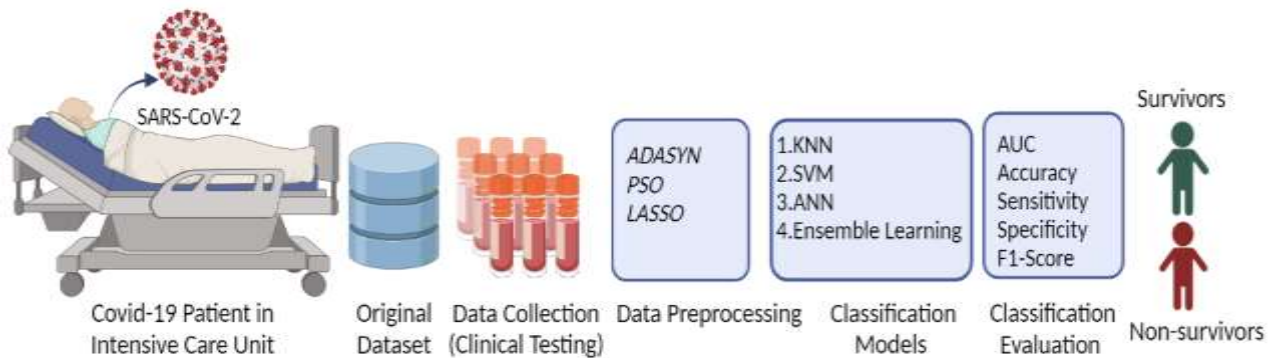 SARS-CoV-2
Covid-19 Patient in
Intensive Care Unit
Original
Dataset
Data Collection
(Clinical Testing)
ADASYN
PSO
LASSO
Data Preprocessing
1.KNN
2.SVM
3.ANN
4.Ensemble Learning
Classification
Models
AUC
Accuracy
Sensitivity
Specificity
F1-Score
Classification
Evaluation
Survivors
Non-survivors